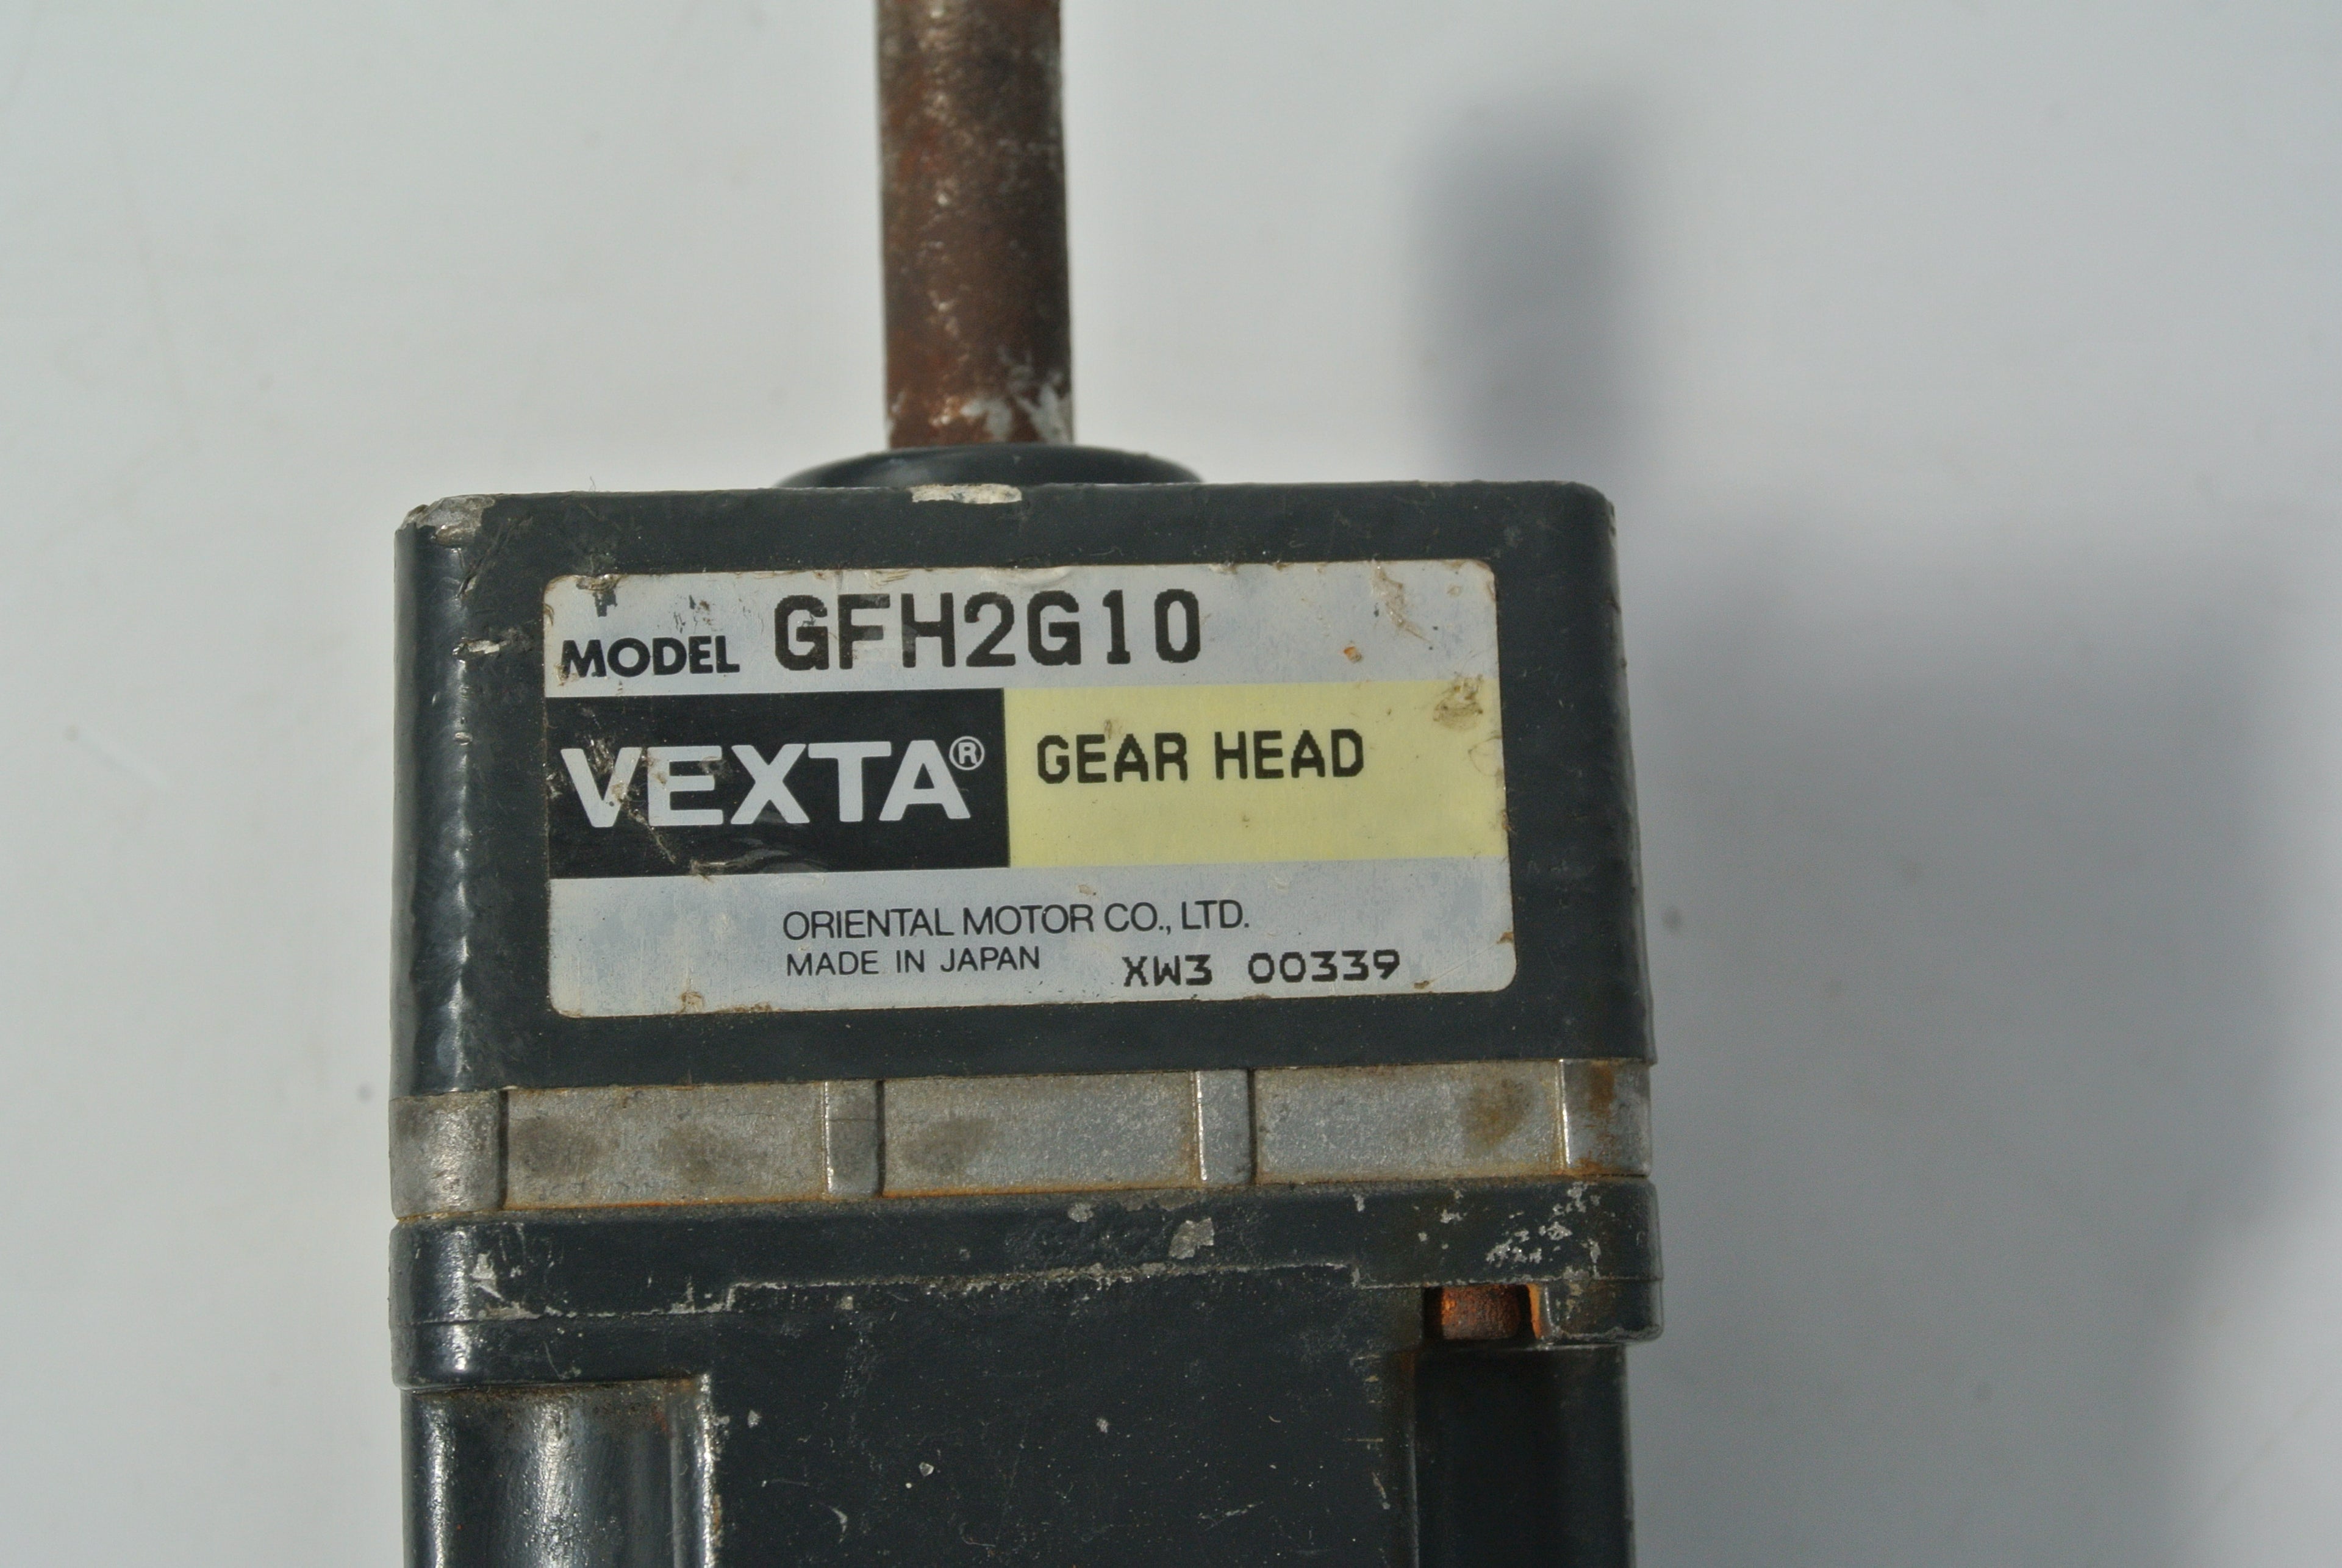 MODEL GFH2G10
VEXTA® GEAR HEAD
ORIENTAL MOTOR CO., LTD.
MADE IN JAPAN XW3 00339